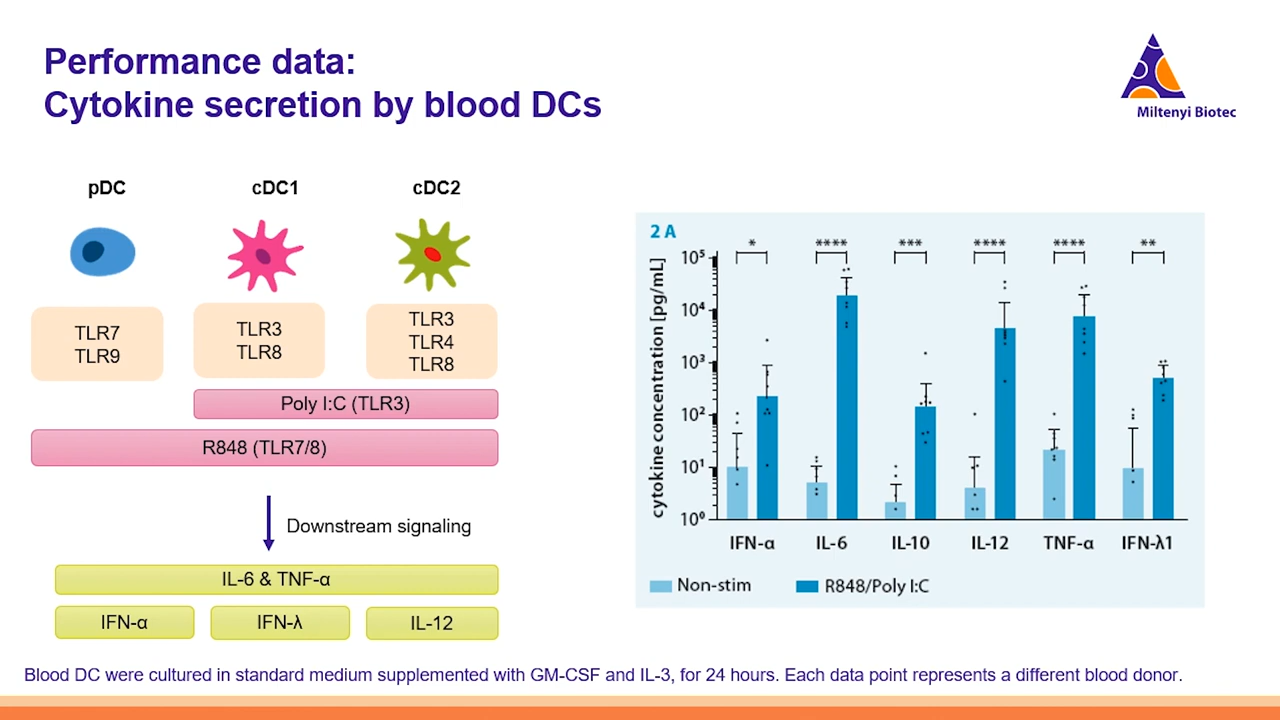 Performance data:
Cytokine secretion by blood DCs
Miltenyi Biotec
pDC
cDC1
cDC2
TLR7
TLR9
TLR3
TLR8
TLR3
TLR4
TLR8
Poly I:C (TLR3)
R848 (TLR7/8)
Downstream signaling
IL-6 & TNF-α
IFN-α
IFN-λ
IL-12
2 A
* **** *** **** **** **
cytokine concentration [pg/mL]
10⁵
10⁴
10³
10²
10¹
10⁰
IFN-α IL-6 IL-10 IL-12 TNF-α IFN-λ1
Non-stim R848/Poly I:C
Blood DC were cultured in standard medium supplemented with GM-CSF and IL-3, for 24 hours. Each data point represents a different blood donor.